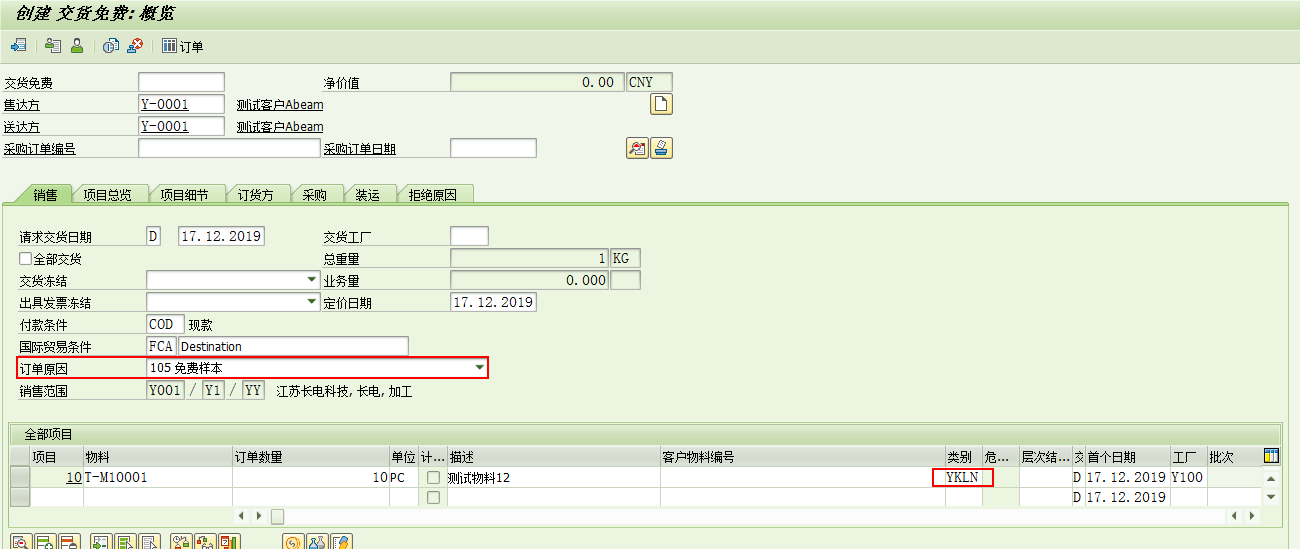 创建 交货免费: 概览
订单
交货免费 净价值 0.00 CNY
售达方 Y-0001 测试客户Abeam
送达方 Y-0001 测试客户Abeam
采购订单编号 采购订单日期
销售 项目总览 项目细节 订货方 采购 装运 拒绝原因
请求交货日期 D 17.12.2019 交货工厂
全部交货 总重量 1 KG
交货冻结 业务量 0.000
出具发票冻结 定价日期 17.12.2019
付款条件 COD 现款
国际贸易条件 FCA Destination
订单原因 105 免费样本
销售范围 Y001 / Y1 / YY 江苏长电科技, 长电, 加工
全部项目
项目 物料 订单数量 单位 计... 描述 客户物料编号 类别 危... 层次结... 交 首个日期 工厂 批次
10 T-M10001 10 PC 测试物料12 YKLN D 17.12.2019 Y100
D 17.12.2019